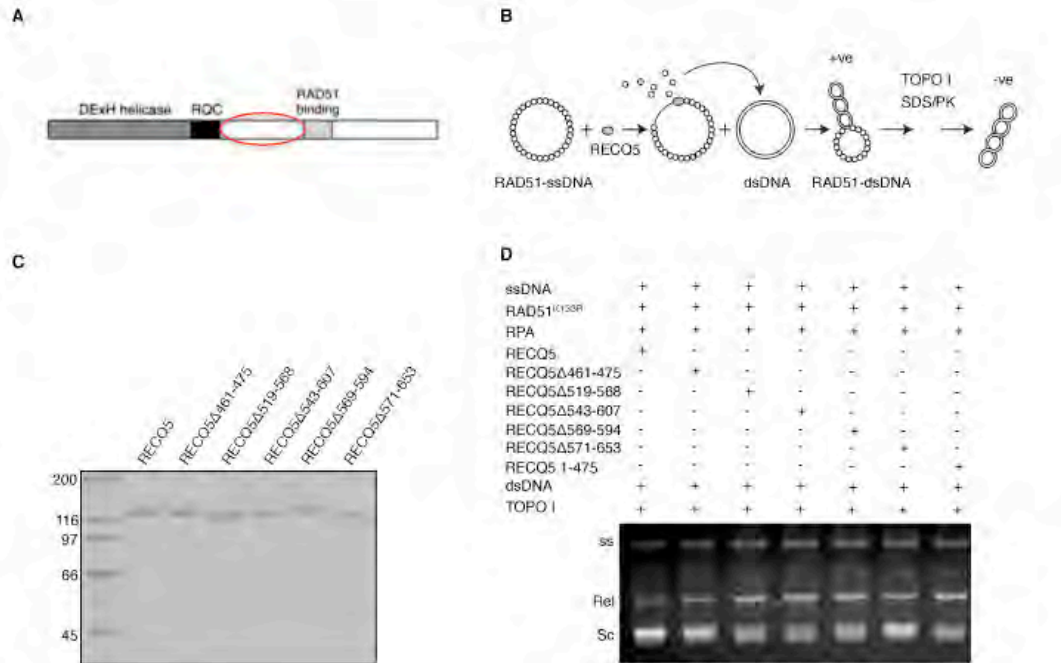 A
DExH helicase RQC RAD51 binding
B
+ve
TOPO I
SDS/PK
-ve
+ RECQ5 +
RAD51-ssDNA dsDNA RAD51-dsDNA
C
RECQ5
RECQ5Δ461-475
RECQ5Δ519-568
RECQ5Δ543-607
RECQ5Δ569-594
RECQ5Δ571-653
200
116
97
66
45
D
ssDNA + + + + + + +
RAD51 + + + + + + +
RPA + + + + + + +
RECQ5 + - - - - - -
RECQ5Δ461-475 - + - - - - -
RECQ5Δ519-568 - - + - - - -
RECQ5Δ543-607 - - - + - - -
RECQ5Δ569-594 - - - - + - -
RECQ5Δ571-653 - - - - - + -
RECQ5 1-475 - - - - - - +
dsDNA + + + + + + +
TOPO I + + + + + + +
ss
Rel
Sc